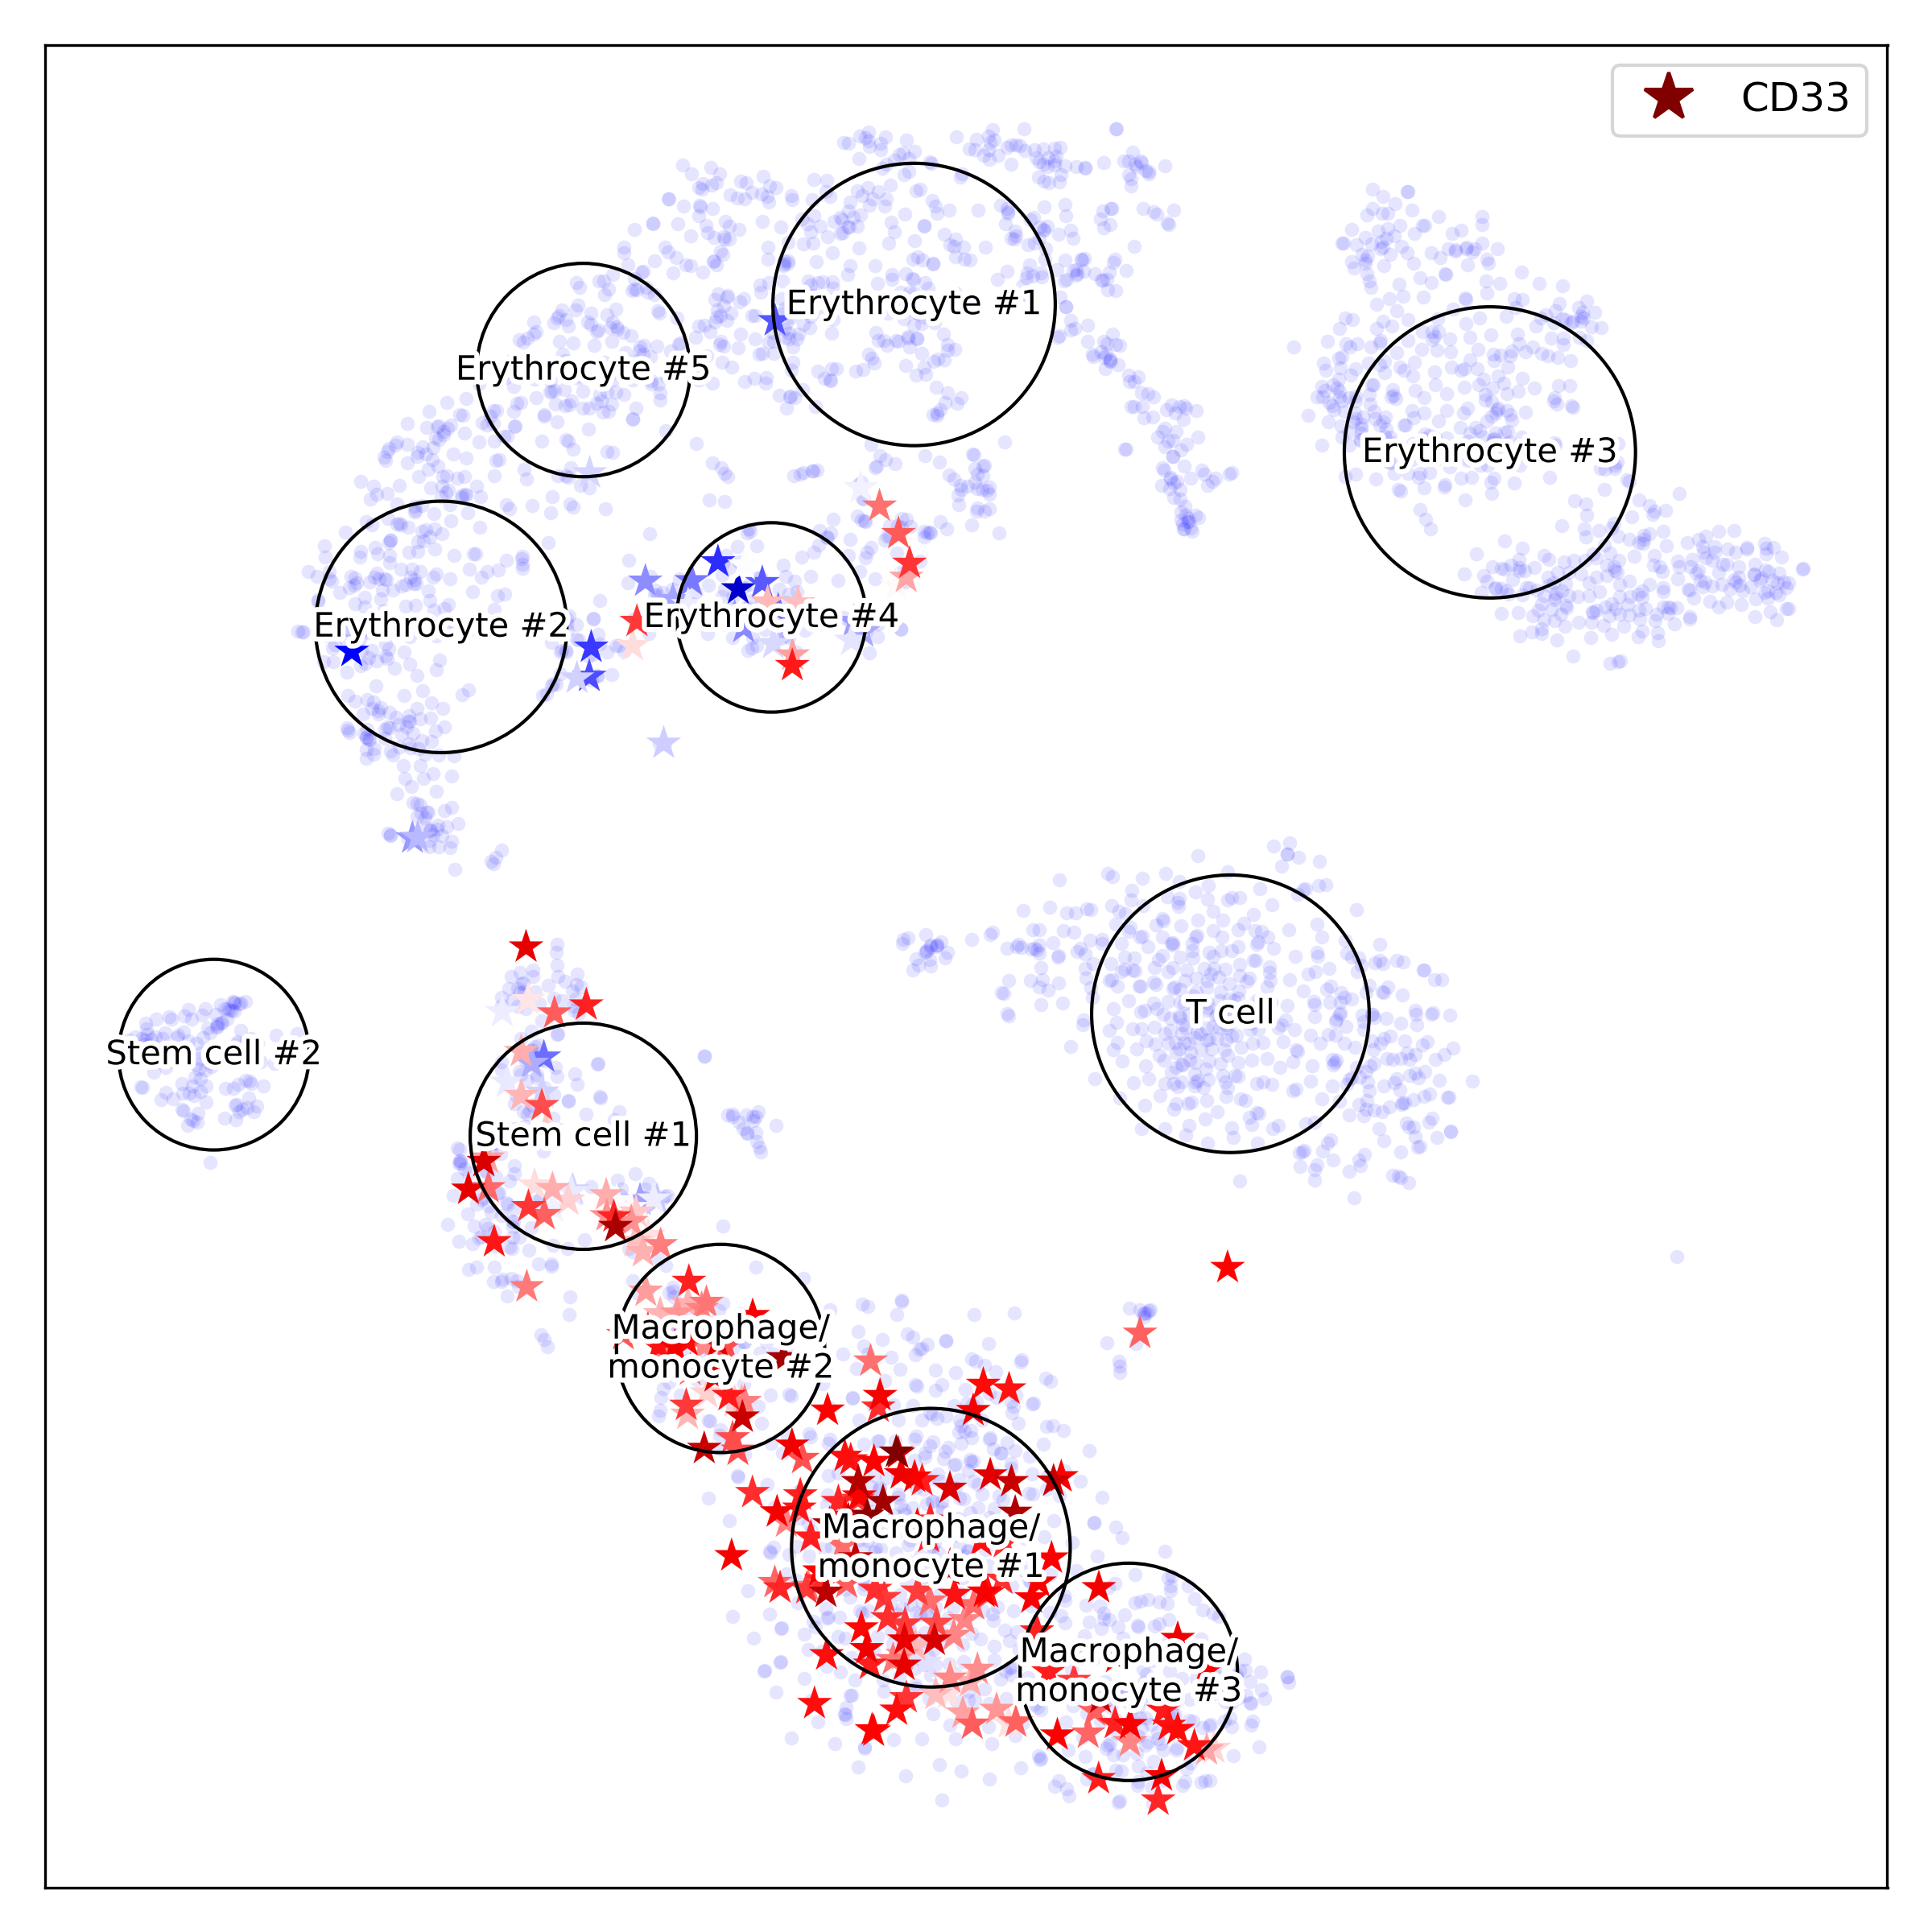 CD33
Erythrocyte #1
Erythrocyte #5
Erythrocyte #3
Erythrocyte #4
Erythrocyte #2
T cell
Stem cell #2
Stem cell #1
Macrophage/
monocyte #2
Macrophage/
monocyte #1
Macrophage/
monocyte #3